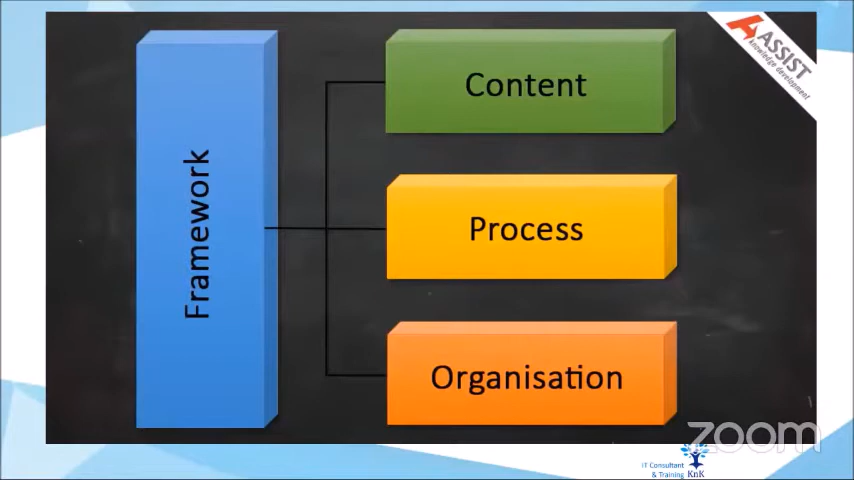 Framework
Content
Process
Organisation
ASSIST
knowledge development
zoom
IT Consultant
& Training
KnK